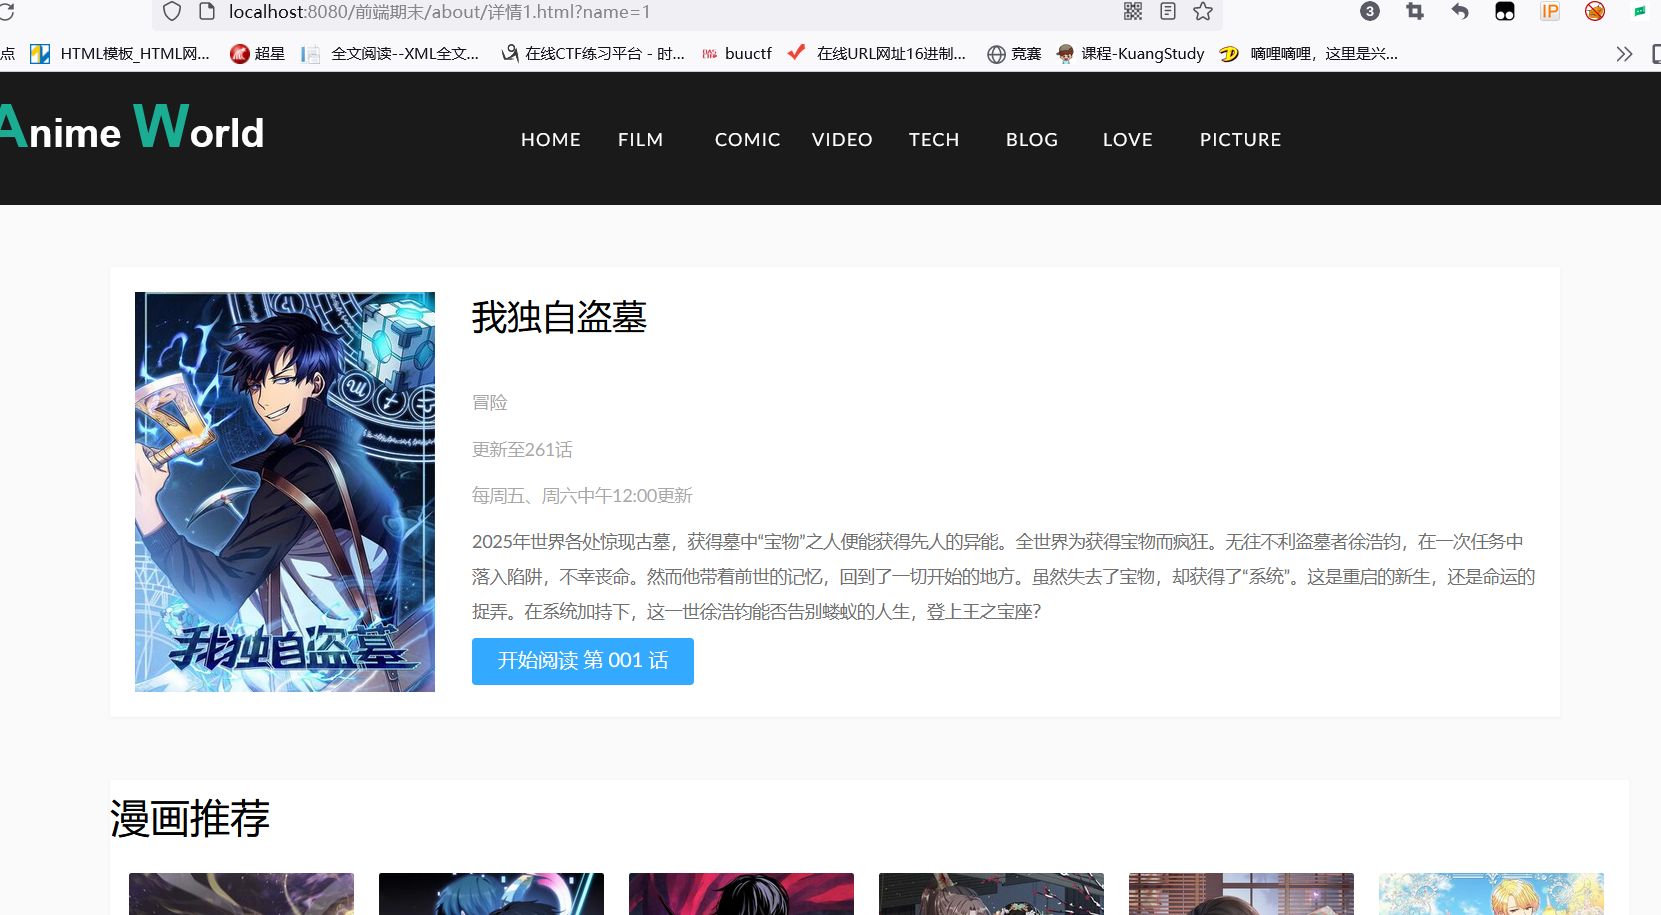 localhost:8080/前端期末/about/详情1.html?name=1
3
IP
点 HTML模板_HTML网... 超星 全文阅读--XML全文... 在线CTF练习平台 - 时... buuctf 在线URL网址16进制... 竞赛 课程-KuangStudy 嘀哩嘀哩，这里是兴...
Anime World
HOME FILM COMIC VIDEO TECH BLOG LOVE PICTURE
我独自盗墓
冒险
更新至261话
每周五、周六中午12:00更新
2025年世界各处惊现古墓，获得墓中“宝物”之人便能获得先人的异能。全世界为获得宝物而疯狂。无往不利盗墓者徐浩钧，在一次任务中
落入陷阱，不幸丧命。然而他带着前世的记忆，回到了一切开始的地方。虽然失去了宝物，却获得了“系统”。这是重启的新生，还是命运的
捉弄。在系统加持下，这一世徐浩钧能否告别蝼蚁的人生，登上王之宝座?
我独自盗墓
开始阅读 第 001 话
漫画推荐